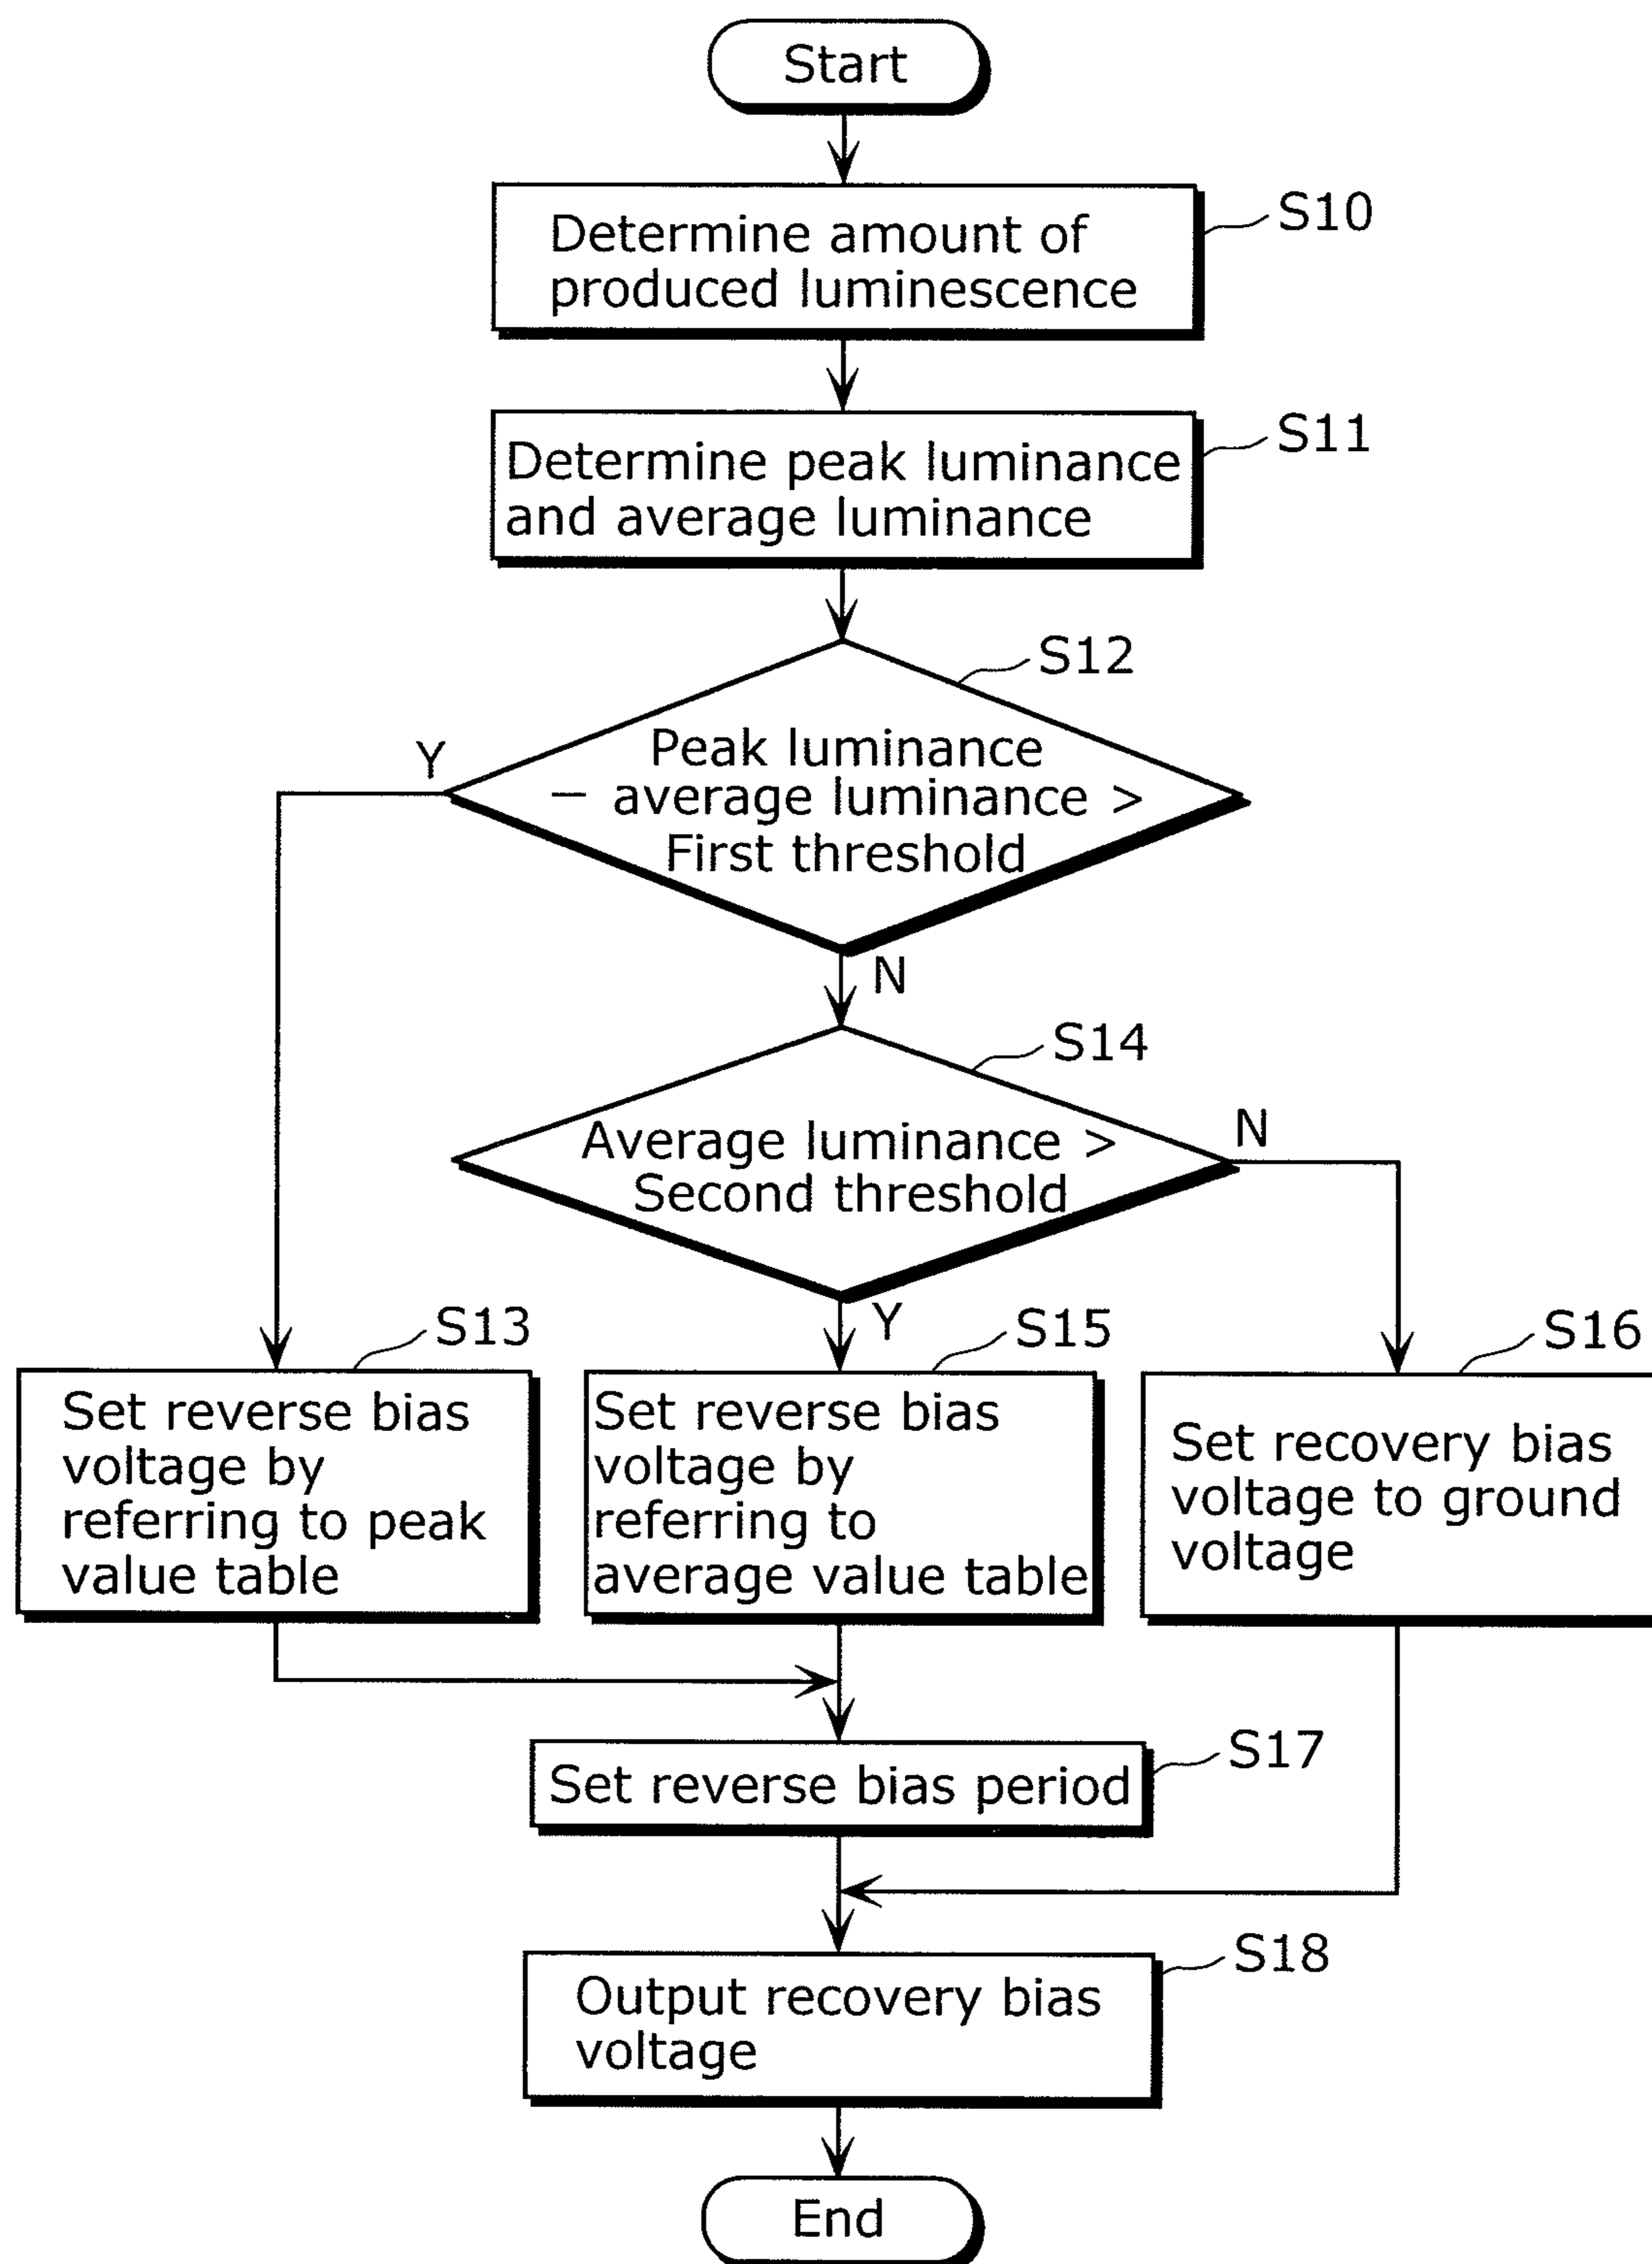 Start
Determine amount of
produced luminescence
S10
Determine peak luminance
and average luminance
S11
S12
Y
Peak luminance
— average luminance >
First threshold
N
S14
Average luminance >
Second threshold
N
Y
S13
Set reverse bias
voltage by
referring to peak
value table
S15
Set reverse bias
voltage by
referring to
average value table
S16
Set recovery bias
voltage to ground
voltage
S17
Set reverse bias period
S18
Output recovery bias
voltage
End